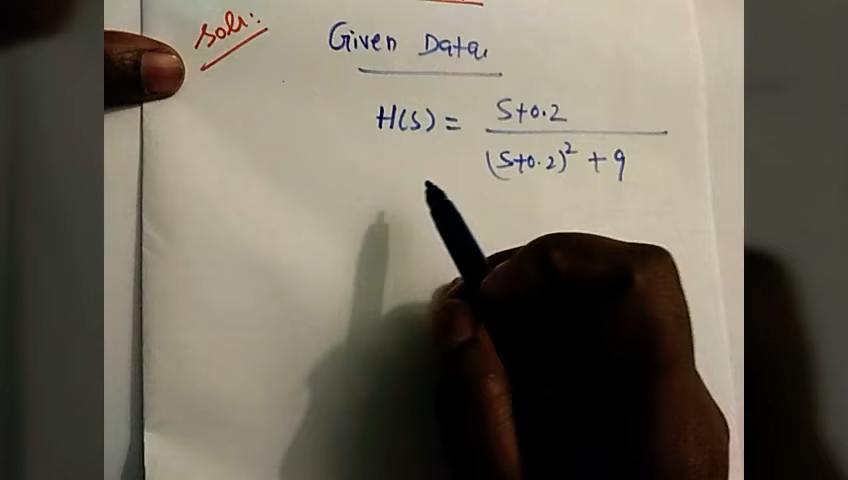 Soln:
Given Data.
H(S) = S+0.2
(S+0.2)² + 9